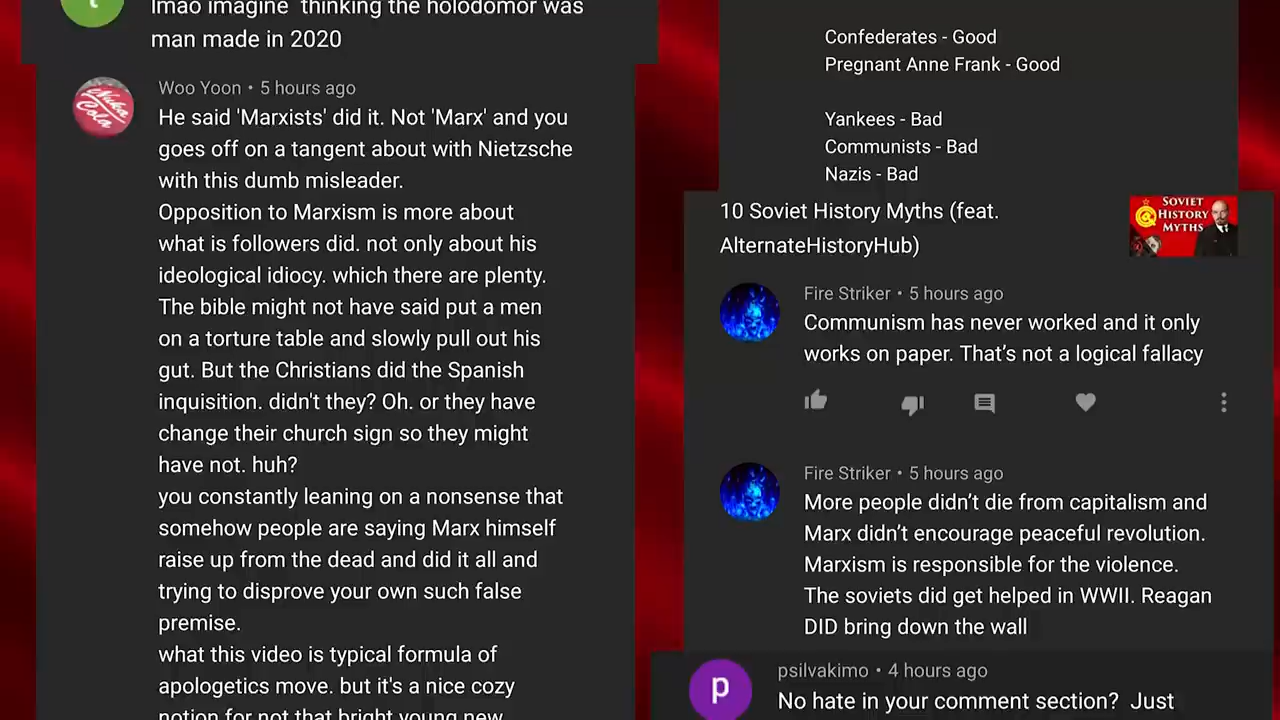 lmao imagine thinking the holodomor was
man made in 2020
Woo Yoon • 5 hours ago
He said 'Marxists' did it. Not 'Marx' and you
goes off on a tangent about with Nietzsche
with this dumb misleader.
Opposition to Marxism is more about
what is followers did. not only about his
ideological idiocy. which there are plenty.
The bible might not have said put a men
on a torture table and slowly pull out his
gut. But the Christians did the Spanish
inquisition. didn't they? Oh. or they have
change their church sign so they might
have not. huh?
you constantly leaning on a nonsense that
somehow people are saying Marx himself
raise up from the dead and did it all and
trying to disprove your own such false
premise.
what this video is typical formula of
apologetics move. but it's a nice cozy
notion for not that bright young new
Nuka
Cola
Confederates - Good
Pregnant Anne Frank - Good
Yankees - Bad
Communists - Bad
Nazis - Bad
10 Soviet History Myths (feat.
AlternateHistoryHub)
SOVIET
HISTORY
MYTHS
Fire Striker • 5 hours ago
Communism has never worked and it only
works on paper. That's not a logical fallacy
Fire Striker • 5 hours ago
More people didn't die from capitalism and
Marx didn't encourage peaceful revolution.
Marxism is responsible for the violence.
The soviets did get helped in WWII. Reagan
DID bring down the wall
p
psilvakimo • 4 hours ago
No hate in your comment section? Just